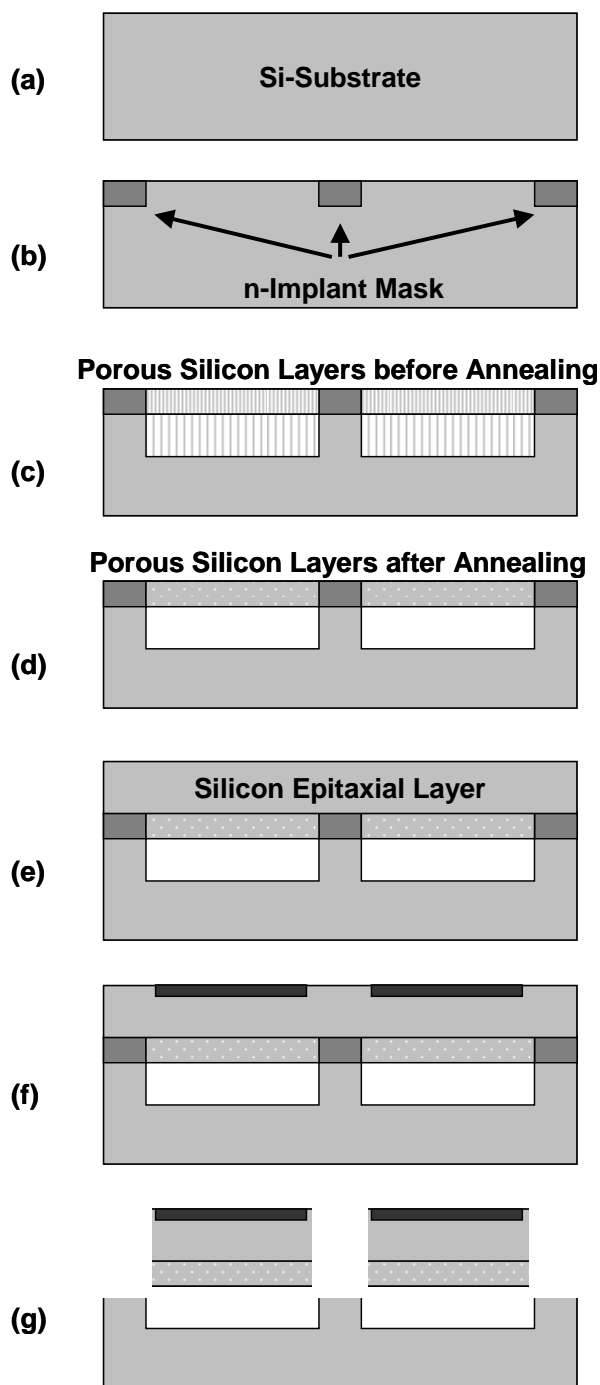 (a)
Si-Substrate
(b)
n-Implant Mask
Porous Silicon Layers before Annealing
(c)
Porous Silicon Layers after Annealing
(d)
Silicon Epitaxial Layer
(e)
(f)
(g)